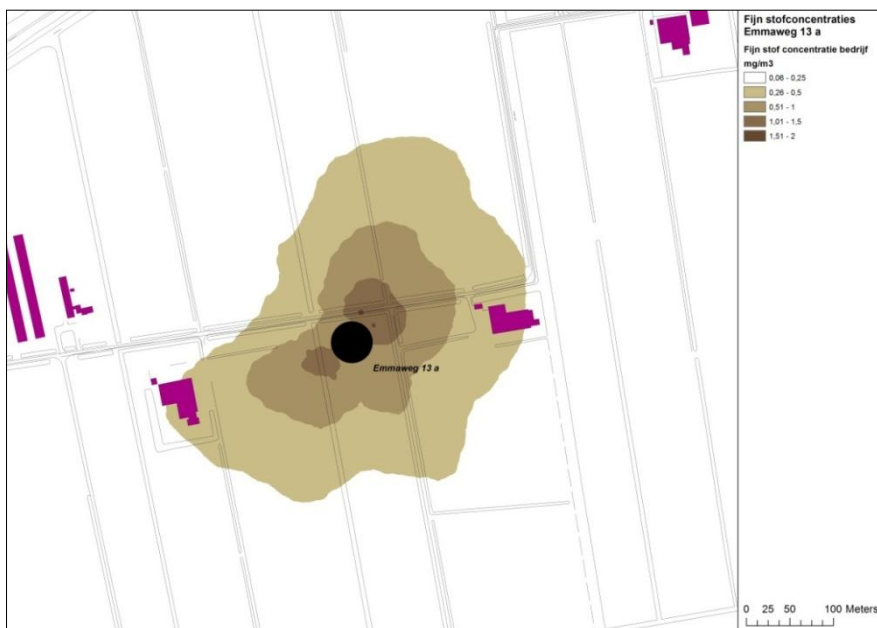 Fijn stofconcentraties
Emmaweg 13 a
Fijn stof concentratie bedrijf
mg/m3
0,06 - 0,25
0,26 - 0,5
0,51 - 1
1,01 - 1,5
1,51 - 2
Emmaweg 13 a
0 25 50 100 Meters